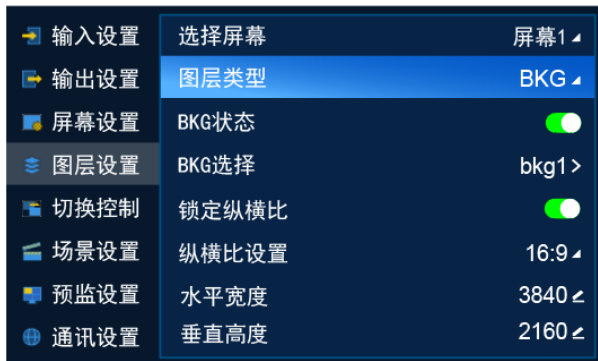 输入设置
输出设置
屏幕设置
图层设置
切换控制
场景设置
预监设置
通讯设置
选择屏幕 屏幕1
图层类型 BKG
BKG状态
BKG选择 bkg1>
锁定纵横比
纵横比设置 16:9
水平宽度 3840
垂直高度 2160